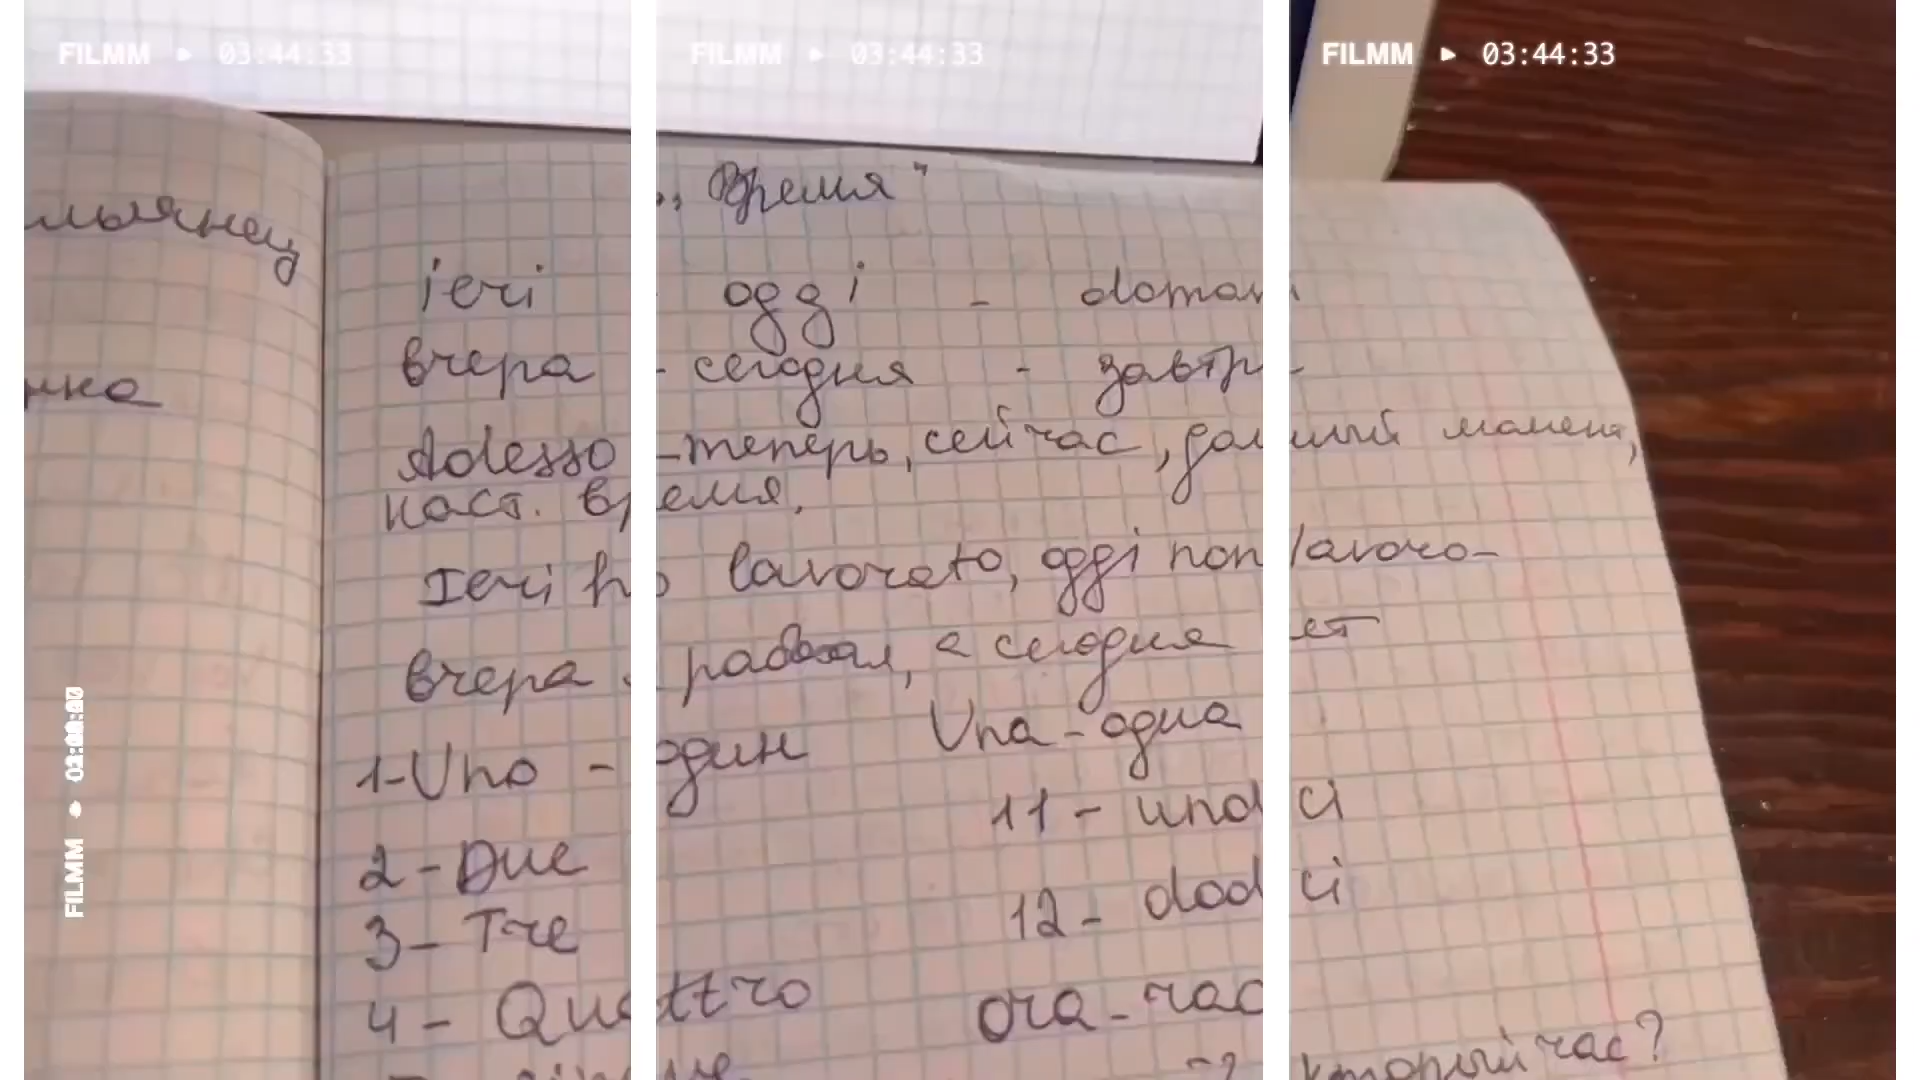 FILMM ▶ 03:44:33
FILMM ▶ 03:44:33
FILMM ▶ 03:44:33
„Время"
ieri - oggi - domani
вчера - сегодня - завтра
Adesso - теперь, сейчас, данный момент,
наст. время.
Ieri ho lavorato, oggi non lavoro -
вчера работал, а сегодня нет
1 - Uno - один Una - одна
11 - undici
2 - Due
12 - dodici
3 - Tre
4 - Quattro
ora - час
который час?
FILMM